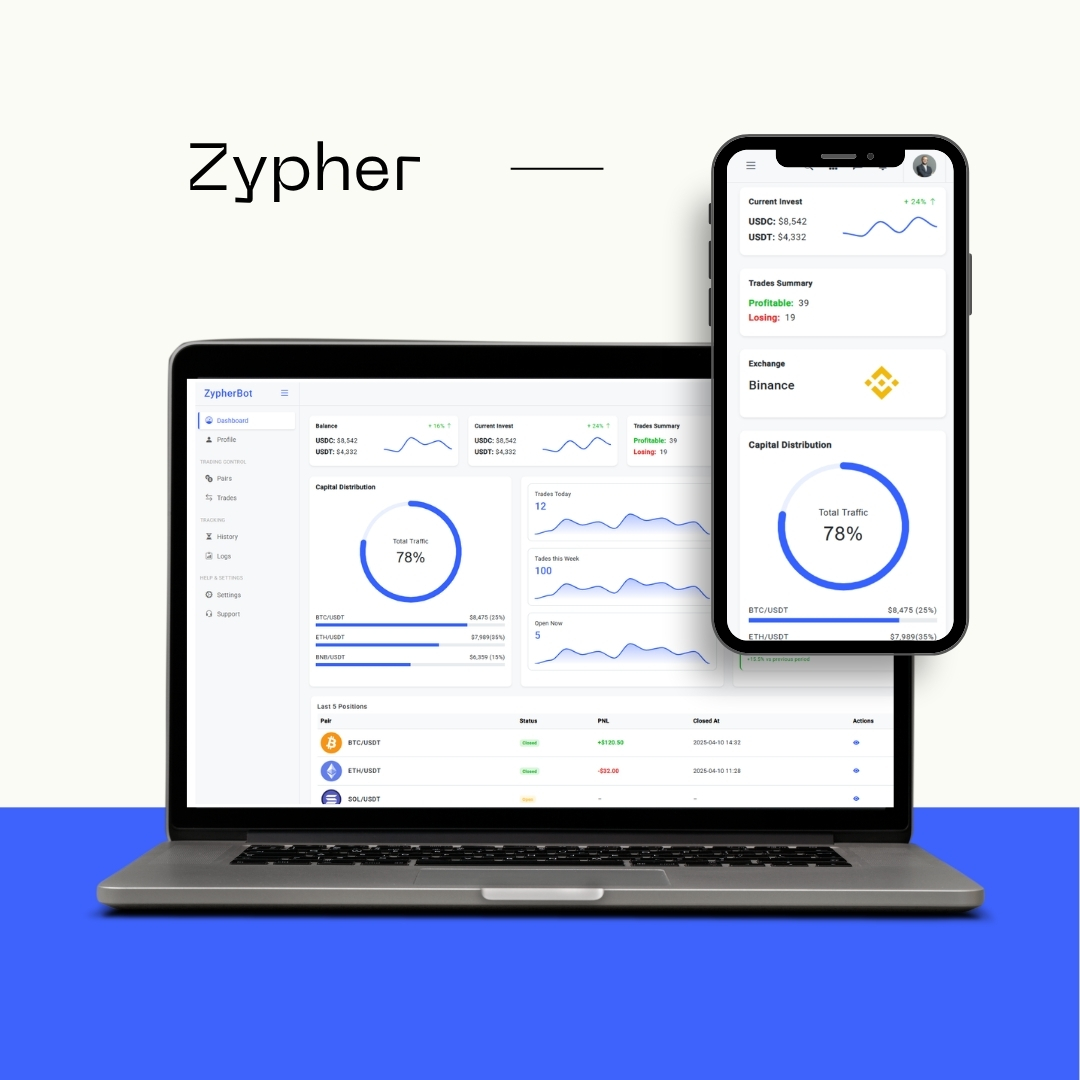 Zypher
Current Invest
+ 24% ↑
USDC: $8,542
USDT: $4,332
Trades Summary
Profitable: 39
Losing: 19
Exchange
Binance
Capital Distribution
Total Traffic
78%
BTC/USDT $8,475 (25%)
ETH/USDT $7,989(35%)
ZypherBot
Dashboard
Profile
TRADING CONTROL
Pairs
Trades
TRACKING
History
Logs
HELP & SETTINGS
Settings
Support
Balance
+ 16% ↑
USDC: $8,542
USDT: $4,332
Current Invest
+ 24% ↑
USDC: $8,542
USDT: $4,332
Trades Summary
Profitable: 39
Losing: 19
Capital Distribution
Total Traffic
78%
BTC/USDT $8,475 (25%)
ETH/USDT $7,989(35%)
BNB/USDT $6,359 (15%)
Trades Today
12
Tades this Week
100
Open Now
5
+15.2% vs previous period
Last 5 Positions
Pair Status PNL Closed At Actions
BTC/USDT Closed +$120.50 2025-04-10 14:32
ETH/USDT Closed -$32.00 2025-04-10 11:28
SOL/USDT Open – –